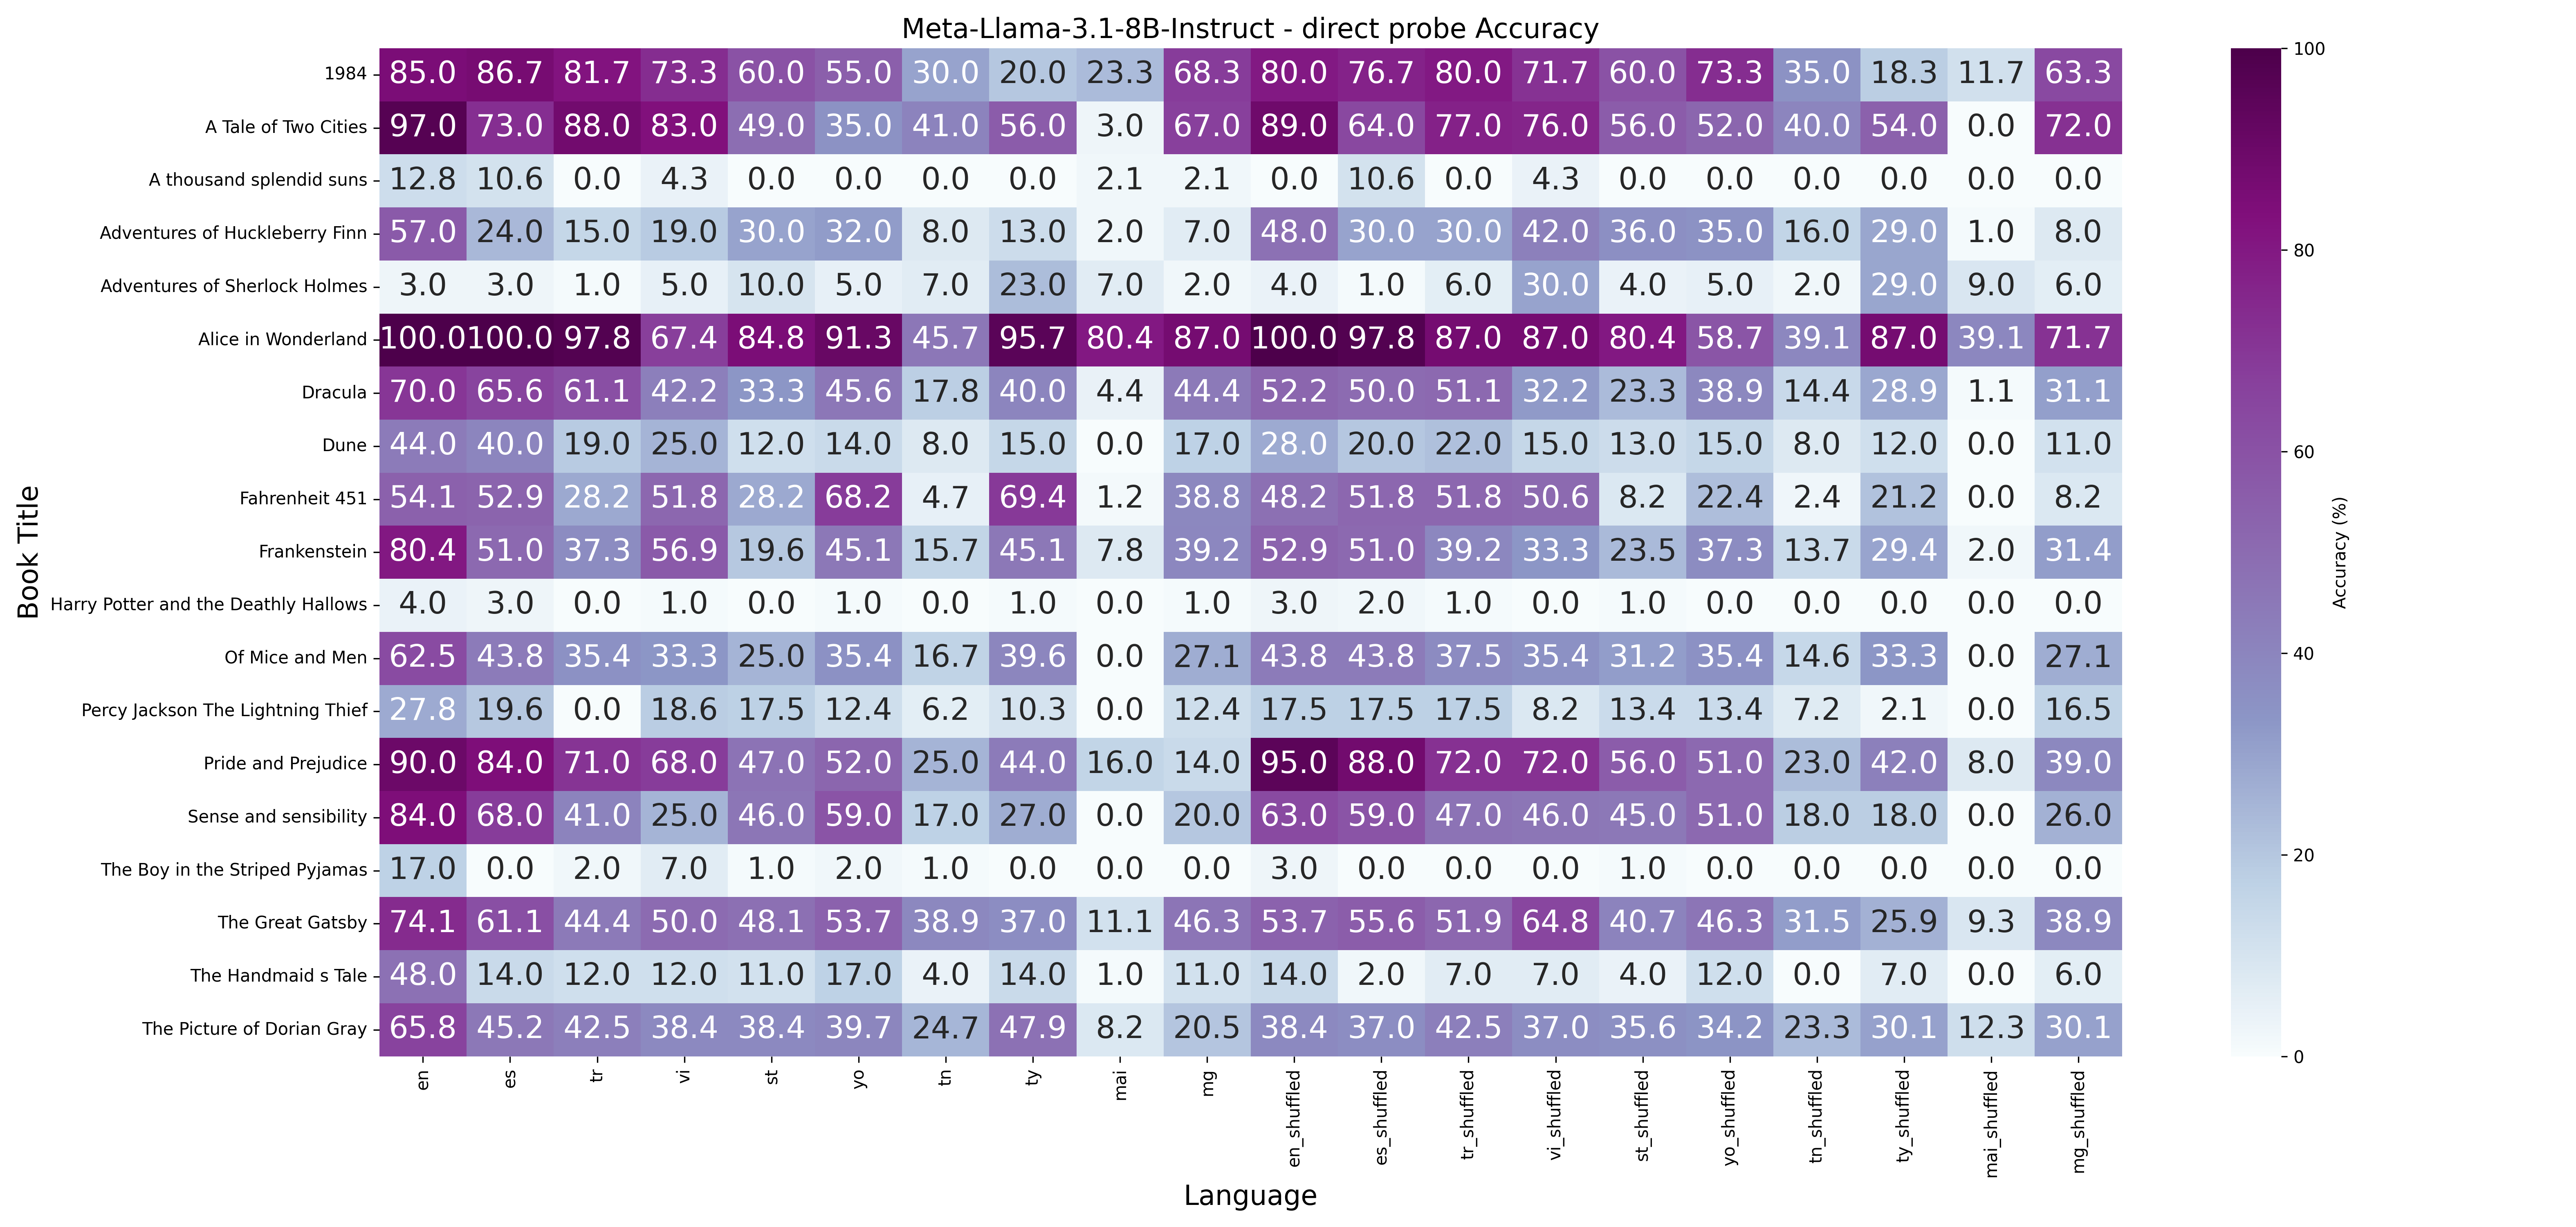 Meta-Llama-3.1-8B-Instruct - direct probe Accuracy
Book Title
1984 85.0 86.7 81.7 73.3 60.0 55.0 30.0 20.0 23.3 68.3 80.0 76.7 80.0 71.7 60.0 73.3 35.0 18.3 11.7 63.3
A Tale of Two Cities 97.0 73.0 88.0 83.0 49.0 35.0 41.0 56.0 3.0 67.0 89.0 64.0 77.0 76.0 56.0 52.0 40.0 54.0 0.0 72.0
A thousand splendid suns 12.8 10.6 0.0 4.3 0.0 0.0 0.0 0.0 2.1 2.1 0.0 10.6 0.0 4.3 0.0 0.0 0.0 0.0 0.0 0.0
Adventures of Huckleberry Finn 57.0 24.0 15.0 19.0 30.0 32.0 8.0 13.0 2.0 7.0 48.0 30.0 30.0 42.0 36.0 35.0 16.0 29.0 1.0 8.0
Adventures of Sherlock Holmes 3.0 3.0 1.0 5.0 10.0 5.0 7.0 23.0 7.0 2.0 4.0 1.0 6.0 30.0 4.0 5.0 2.0 29.0 9.0 6.0
Alice in Wonderland 100.0 100.0 97.8 67.4 84.8 91.3 45.7 95.7 80.4 87.0 100.0 97.8 87.0 87.0 80.4 58.7 39.1 87.0 39.1 71.7
Dracula 70.0 65.6 61.1 42.2 33.3 45.6 17.8 40.0 4.4 44.4 52.2 50.0 51.1 32.2 23.3 38.9 14.4 28.9 1.1 31.1
Dune 44.0 40.0 19.0 25.0 12.0 14.0 8.0 15.0 0.0 17.0 28.0 20.0 22.0 15.0 13.0 15.0 8.0 12.0 0.0 11.0
Fahrenheit 451 54.1 52.9 28.2 51.8 28.2 68.2 4.7 69.4 1.2 38.8 48.2 51.8 51.8 50.6 8.2 22.4 2.4 21.2 0.0 8.2
Frankenstein 80.4 51.0 37.3 56.9 19.6 45.1 15.7 45.1 7.8 39.2 52.9 51.0 39.2 33.3 23.5 37.3 13.7 29.4 2.0 31.4
Harry Potter and the Deathly Hallows 4.0 3.0 0.0 1.0 0.0 1.0 0.0 1.0 0.0 1.0 3.0 2.0 1.0 0.0 1.0 0.0 0.0 0.0 0.0 0.0
Of Mice and Men 62.5 43.8 35.4 33.3 25.0 35.4 16.7 39.6 0.0 27.1 43.8 43.8 37.5 35.4 31.2 35.4 14.6 33.3 0.0 27.1
Percy Jackson The Lightning Thief 27.8 19.6 0.0 18.6 17.5 12.4 6.2 10.3 0.0 12.4 17.5 17.5 17.5 8.2 13.4 13.4 7.2 2.1 0.0 16.5
Pride and Prejudice 90.0 84.0 71.0 68.0 47.0 52.0 25.0 44.0 16.0 14.0 95.0 88.0 72.0 72.0 56.0 51.0 23.0 42.0 8.0 39.0
Sense and sensibility 84.0 68.0 41.0 25.0 46.0 59.0 17.0 27.0 0.0 20.0 63.0 59.0 47.0 46.0 45.0 51.0 18.0 18.0 0.0 26.0
The Boy in the Striped Pyjamas 17.0 0.0 2.0 7.0 1.0 2.0 1.0 0.0 0.0 0.0 3.0 0.0 0.0 0.0 1.0 0.0 0.0 0.0 0.0 0.0
The Great Gatsby 74.1 61.1 44.4 50.0 48.1 53.7 38.9 37.0 11.1 46.3 53.7 55.6 51.9 64.8 40.7 46.3 31.5 25.9 9.3 38.9
The Handmaid s Tale 48.0 14.0 12.0 12.0 11.0 17.0 4.0 14.0 1.0 11.0 14.0 2.0 7.0 7.0 4.0 12.0 0.0 7.0 0.0 6.0
The Picture of Dorian Gray 65.8 45.2 42.5 38.4 38.4 39.7 24.7 47.9 8.2 20.5 38.4 37.0 42.5 37.0 35.6 34.2 23.3 30.1 12.3 30.1
en es tr vi st yo tn ty mai mg en_shuffled es_shuffled tr_shuffled vi_shuffled st_shuffled yo_shuffled tn_shuffled ty_shuffled mai_shuffled mg_shuffled
Language
100
80
60
40
20
0
Accuracy (%)